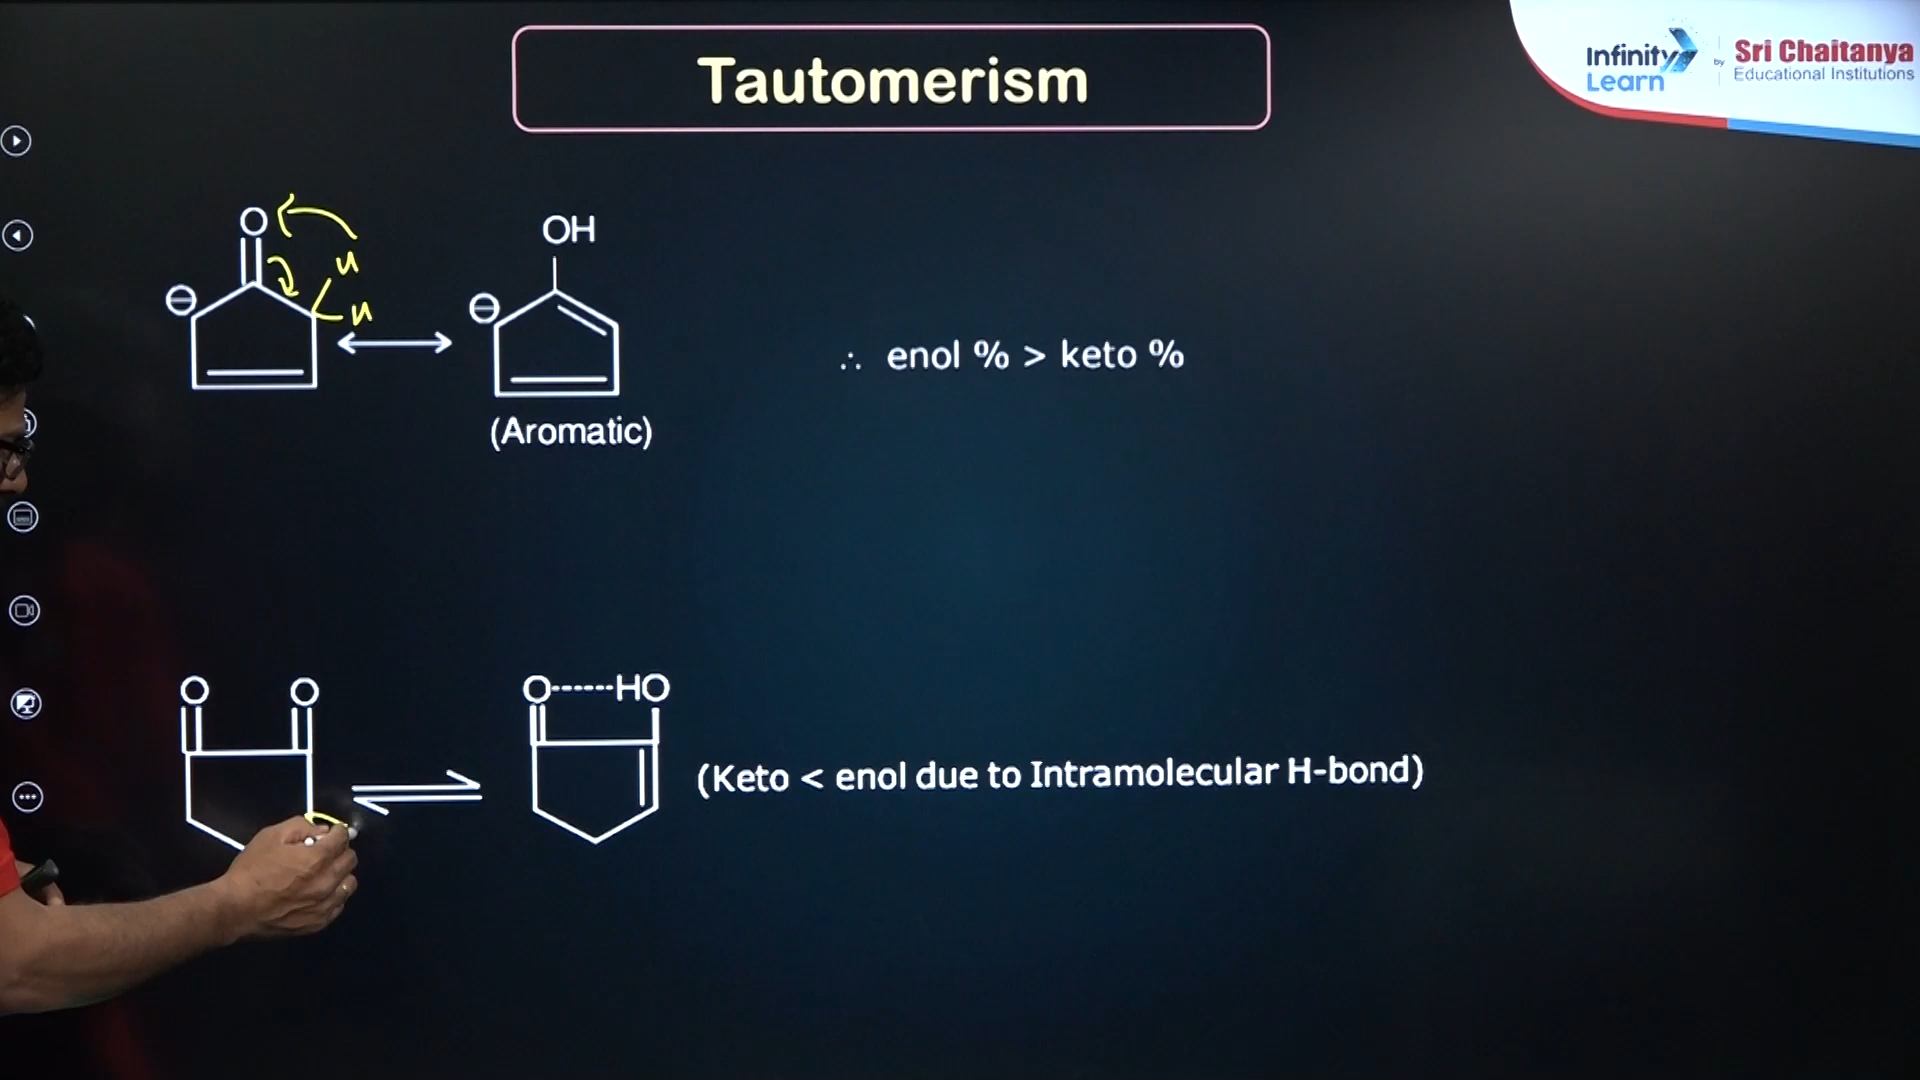 Tautomerism
Infinity Learn by Sri Chaitanya Educational Institutions
O
H
H
⊖
OH
⊖
∴ enol % > keto %
(Aromatic)
O O
O------HO
(Keto < enol due to Intramolecular H-bond)